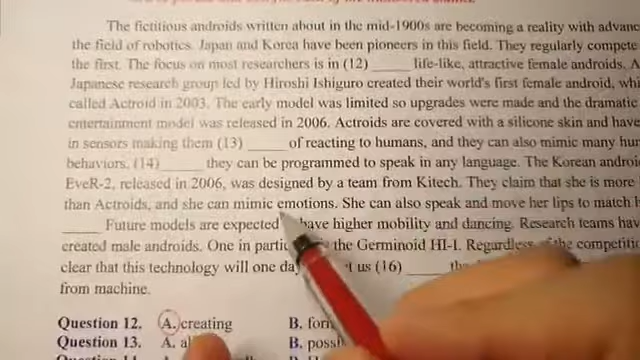 The fictitious androids written about in the mid-1900s are becoming a reality with advanc
the field of robotics. Japan and Korea have been pioneers in this field. They regularly compete
the first. The focus on most researchers is in (12) _____ life-like, attractive female androids. A
Japanese research group led by Hiroshi Ishiguro created their world's first female android, whi
called Actroid in 2003. The early model was limited so upgrades were made and the dramatic
entertainment model was released in 2006. Actroids are covered with a silicone skin and have
in sensors making them (13) _____ of reacting to humans, and they can also mimic many hum
behaviors. (14) _____ they can be programmed to speak in any language. The Korean androi
EveR-2, released in 2006, was designed by a team from Kitech. They claim that she is more
than Actroids, and she can mimic emotions. She can also speak and move her lips to match h
_____ Future models are expected have higher mobility and dancing. Research teams hav
created male androids. One in partic the Germinoid HI-I. Regardless of the competitio
clear that this technology will one day us (16) _____
from machine.
Question 12. A. creating B. for
Question 13. A. a B. possi